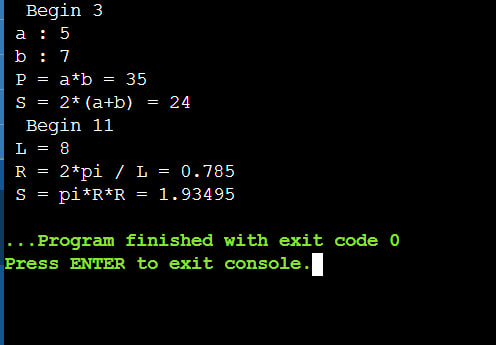 Begin 3
a : 5
b : 7
P = a*b = 35
S = 2*(a+b) = 24
Begin 11
L = 8
R = 2*pi / L = 0.785
S = pi*R*R = 1.93495
...Program finished with exit code 0
Press ENTER to exit console.